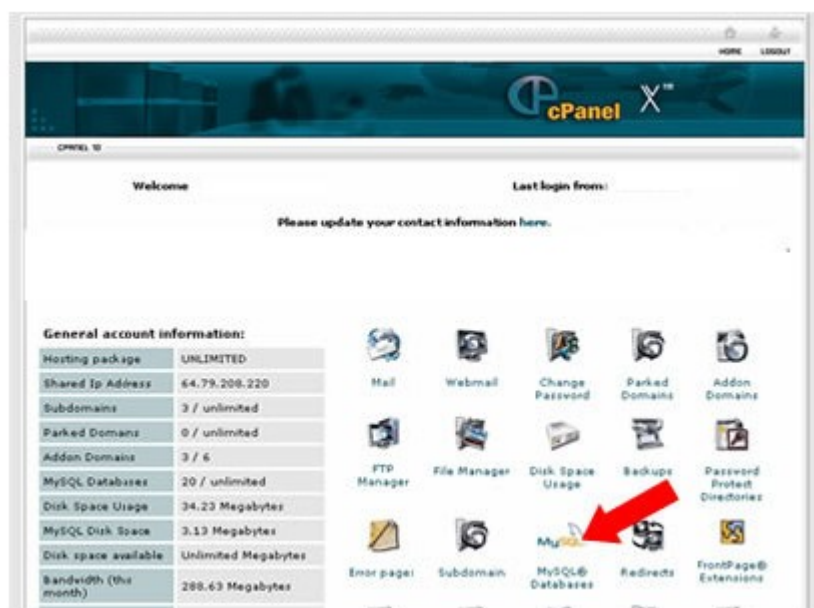 HOME LOGOUT
cPanel X™
CPANEL 10
Welcome
Last login from:
Please update your contact information here.
General account information:
Hosting package UNLIMITED
Shared Ip Address 64.79.208.220
Subdomains 3 / unlimited
Parked Domans 0 / unlimited
Addon Domains 3 / 6
MySQL Databases 20 / unlimited
Disk Space Usage 34.23 Megabytes
MySQL Disk Space 3.13 Megabytes
Disk space available Unlimited Megabytes
Bandwidth (this month) 288.63 Megabytes
Mail
Webmail
Change Password
Parked Domains
Addon Domains
FTP Manager
File Manager
Disk Space Usage
Backups
Password Protect Directories
MySQL
Error pages
Subdomain
MySQL® Databases
Redirects
FrontPage® Extensions